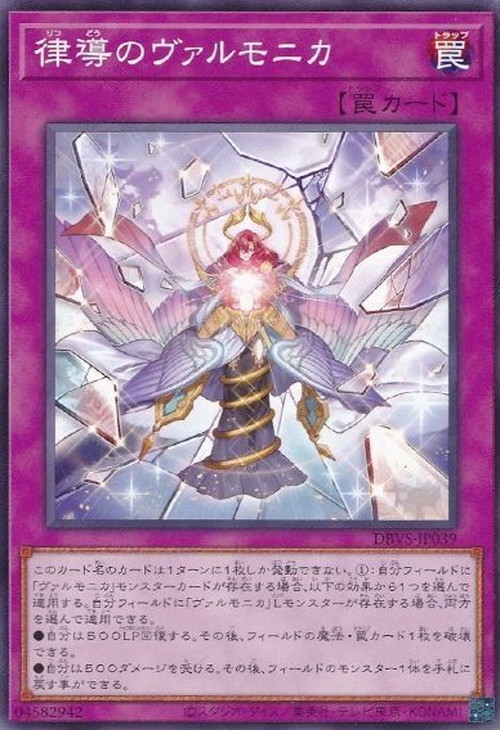 律導のヴァルモニカ
罠
【罠カード】
DBVS-JP039
このカード名のカードは1ターンに1枚しか発動できない。①:自分フィールドに
「ヴァルモニカ」モンスターカードが存在する場合、以下の効果から1つを選んで
適用する。自分フィールドに「ヴァルモニカ」Lモンスターが存在する場合、両方
を選んで適用できる。
●自分は500LP回復する。その後、フィールドの魔法・罠カード1枚を破壊
できる。
●自分は500ダメージを受ける。その後、フィールドのモンスター1体を手札に
戻す事ができる。
04582942
©スタジオ・ダイス/集英社・テレビ東京・KONAMI